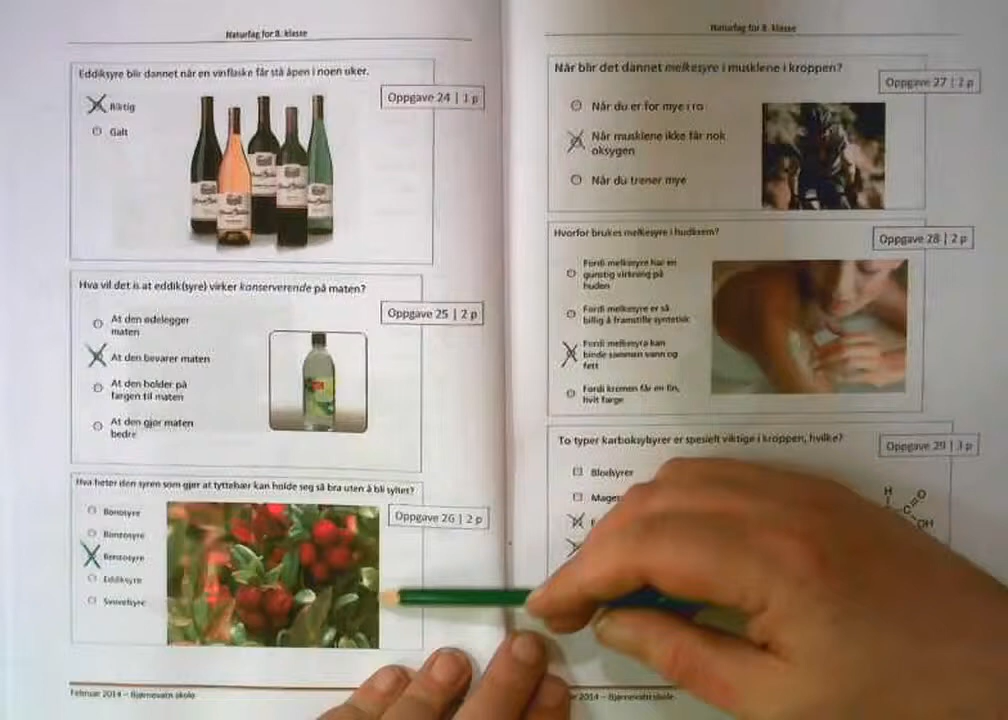 Naturfag for 8. klasse
Eddiksyre blir dannet når en vinflaske får stå åpen i noen uker.
Oppgave 24 | 1 p
Riktig
Galt
Hva vil det is at eddik(syre) virker konserverende på maten?
Oppgave 25 | 2 p
At den ødelegger
maten
At den bevarer maten
At den holder på
fargen til maten
At den gjør maten
bedre
Hva heter den syren som gjør at tyttebær kan holde seg så bra uten å bli syltet?
Oppgave 26 | 2 p
Bonosyre
Benzosyre
Eddiksyre
Svovelsyre
Februar 2014 – Bjørnevatn skole
Naturfag for 8. klasse
Når blir det dannet melkesyre i musklene i kroppen?
Oppgave 27 | 2 p
Når du er for mye i ro
Når musklene ikke får nok
oksygen
Når du trener mye
Hvorfor brukes melkesyre i hudkrem?
Oppgave 28 | 2 p
Fordi melkesyre har en
gunstig virkning på
huden
Fordi melkesyre er så
billig å framstille syntetisk
Fordi melkesyra kan
binde sammen vann og
fett
Fordi kremen får en fin,
hvit farge
To typer karboksylsyrer er spesielt viktige i kroppen, hvilke?
Oppgave 29 | 3 p
Blodsyrer
Mages
H
O
C
OH
2014 – Bjørnevatn skole